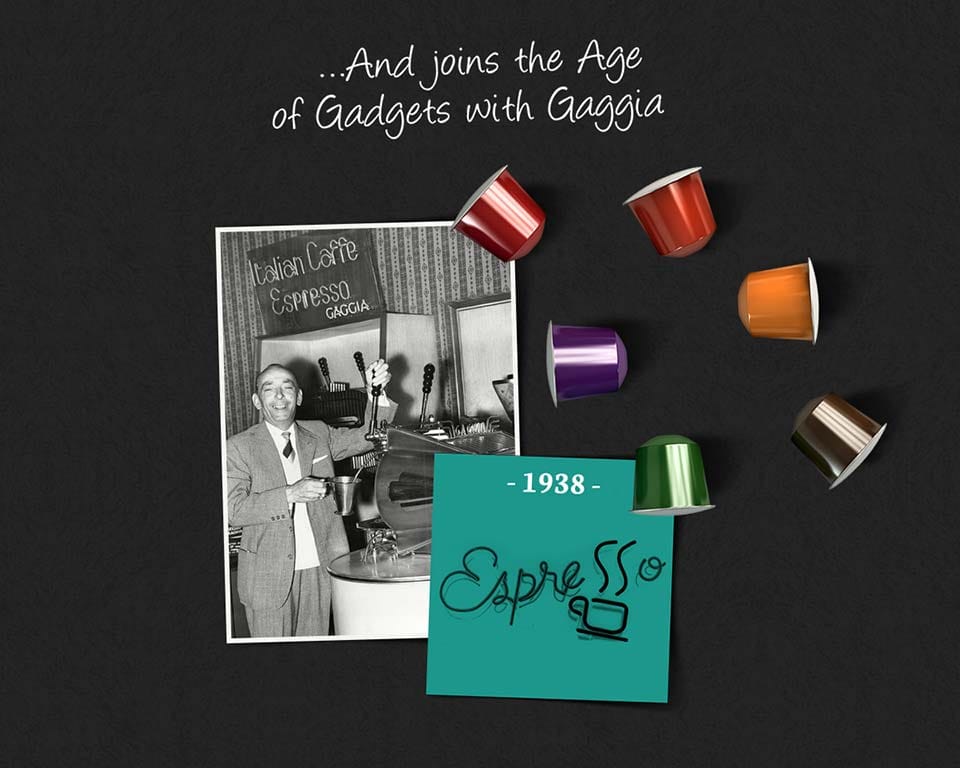 ...And joins the Age
of Gadgets with Gaggia
Italian Caffe
Espresso
GAGGIA
- 1938 -
Espresso